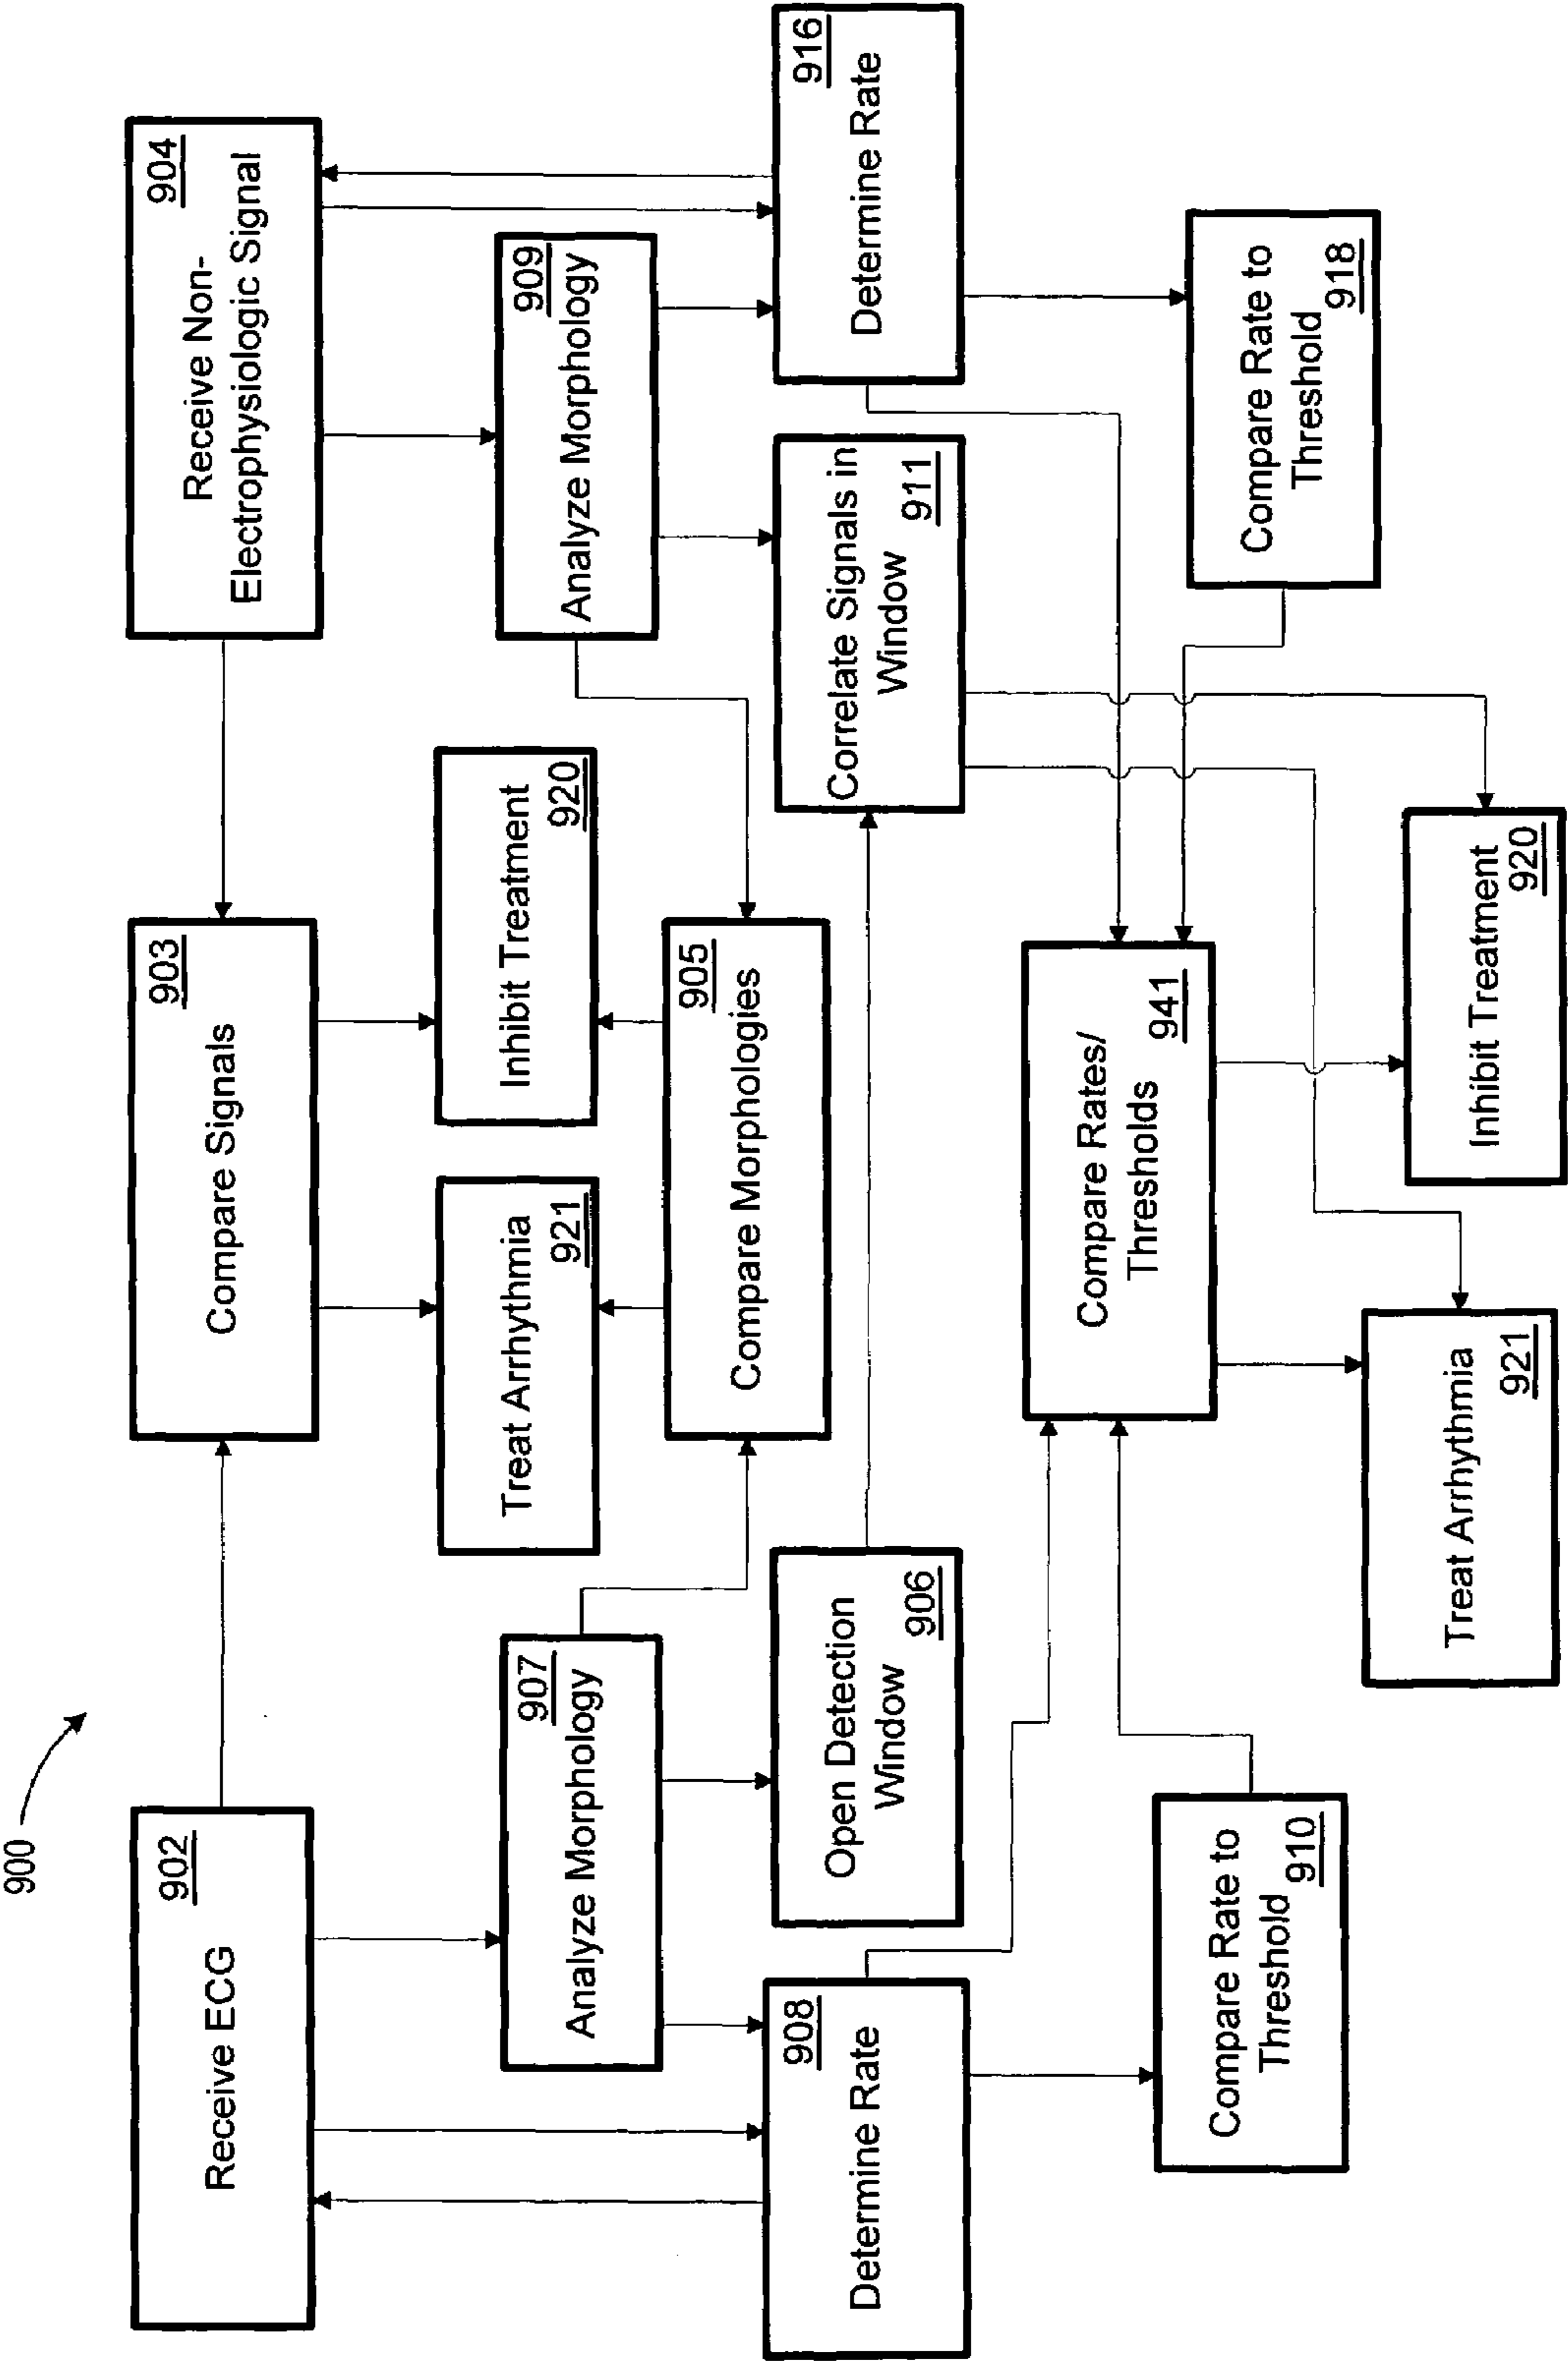 900
Receive ECG
902
Compare Signals
903
Receive Non-
Electrophysiologic Signal
904
Treat Arrhythmia
921
Inhibit Treatment
920
907
Analyze Morphology
909
Analyze Morphology
905
Compare Morphologies
908
Determine Rate
Open Detection
Window
906
Correlate Signals in
Window
911
916
Determine Rate
Compare Rates/
Thresholds
941
Compare Rate to
Threshold
910
Compare Rate to
Threshold
918
Treat Arrhythmia
921
Inhibit Treatment
920